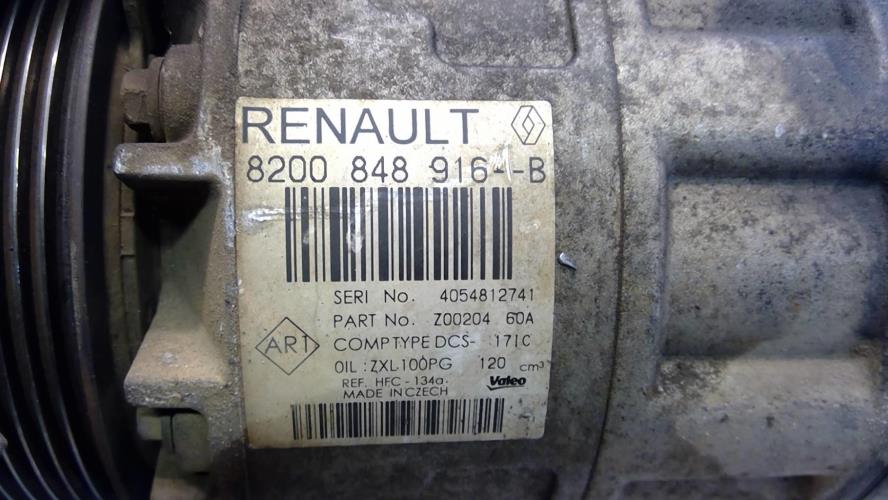 RENAULT
8200 848 916--B
SERI No. 4054812741
PART No. Z00204 60A
ART
COMPTYPE DCS- 171C
OIL : ZXL100PG 120 cm³
REF. HFC - 134a.
Valeo
MADE IN CZECH